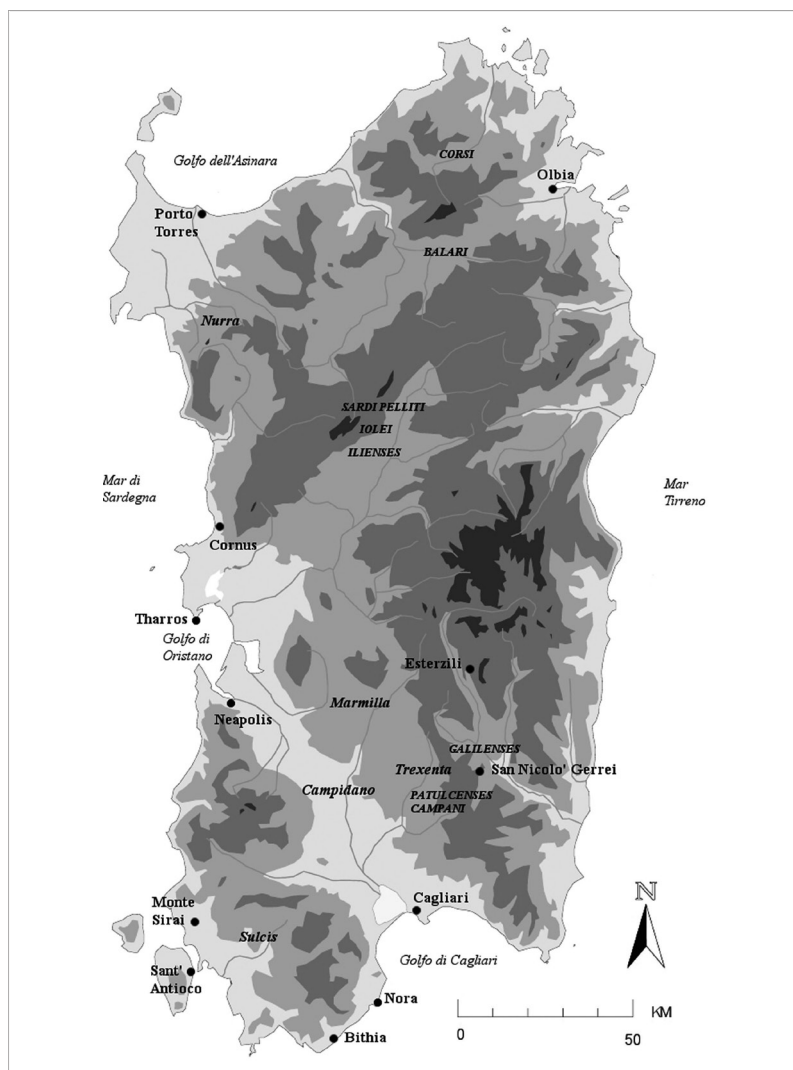 CORSI
Golfo dell'Asinara
Olbia
Porto
Torres
BALARI
Nurra
SARDI PELLITI
IOLEI
ILIENSES
Mar di
Sardegna
Mar
Tirreno
Cornus
Tharros
Golfo di
Oristano
Esterzili
Marmilla
Neapolis
GALILENSES
Trexenta
San Nicolo' Gerrei
Campidano
PATULCENSES
CAMPANI
Monte
Sirai
Cagliari
N
Sulcis
Golfo di Cagliari
Sant'
Antioco
Nora
KM
0
50
Bithia